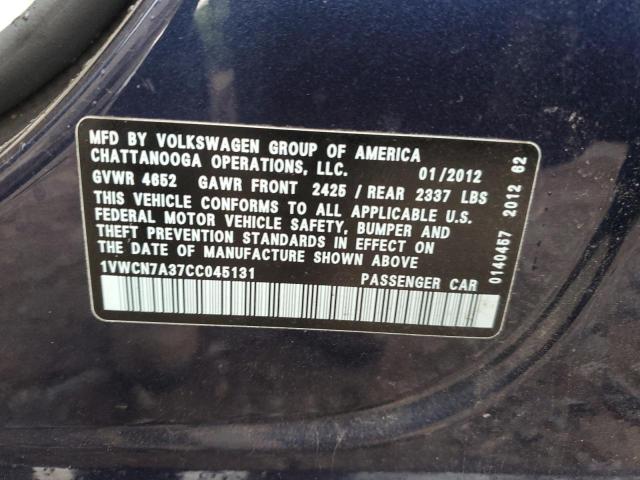 MFD BY VOLKSWAGEN GROUP OF AMERICA
CHATTANOOGA OPERATIONS, LLC. 01/2012
GVWR 4652 GAWR FRONT 2425 / REAR 2337 LBS
THIS VEHICLE CONFORMS TO ALL APPLICABLE U.S.
FEDERAL MOTOR VEHICLE SAFETY, BUMPER AND
THEFT PREVENTION STANDARDS IN EFFECT ON
THE DATE OF MANUFACTURE SHOWN ABOVE
1VWCN7A37CC045131 PASSENGER CAR
0140457 2012 62